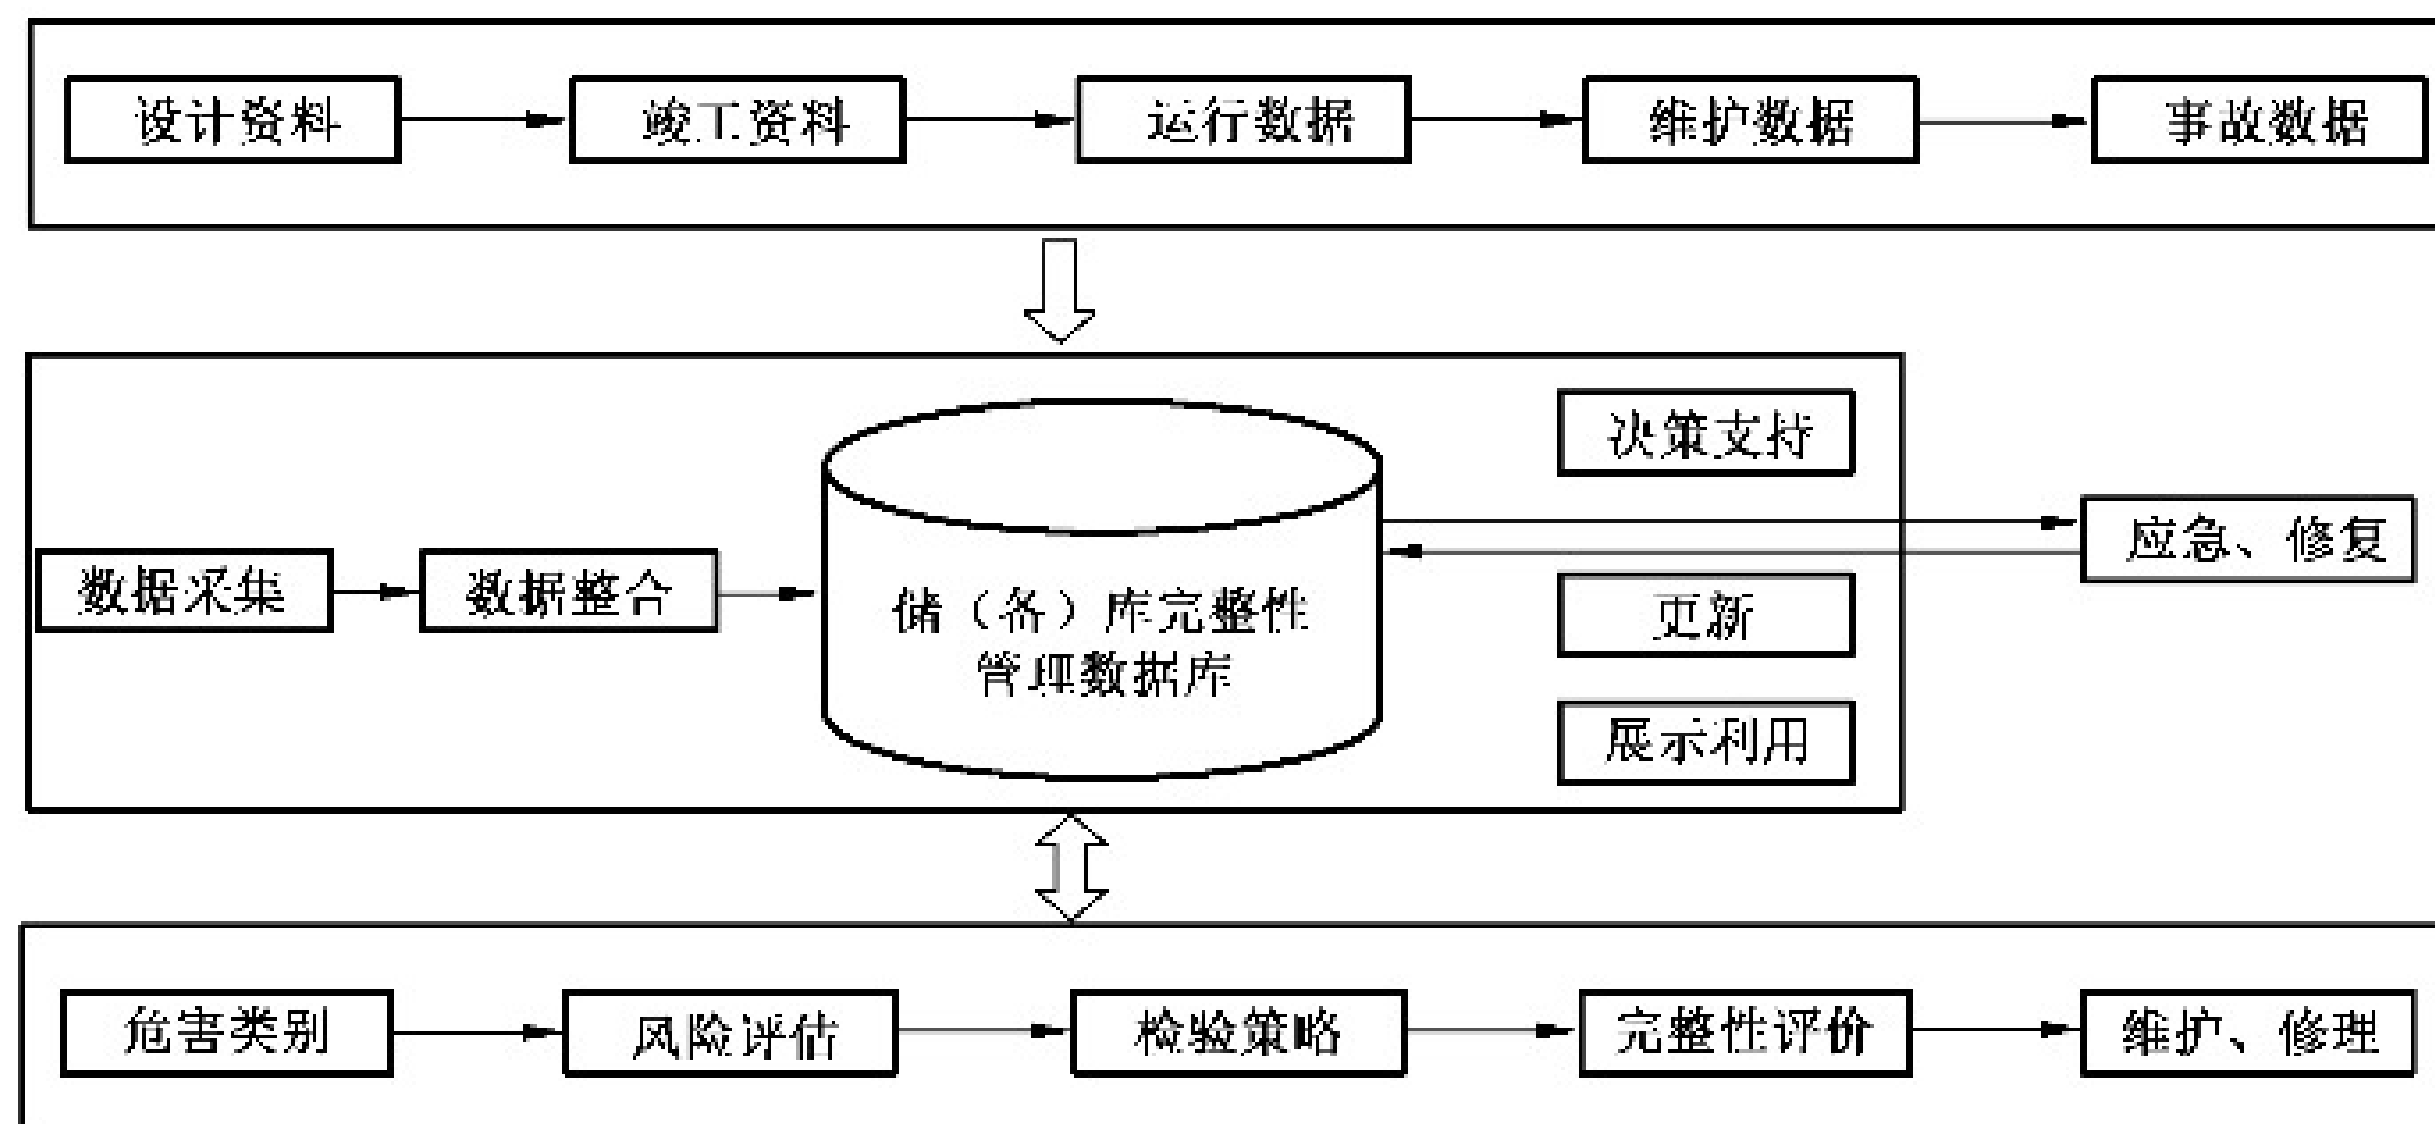 设计资料
竣工资料
运行数据
维护数据
事故数据
决策支持
应急、修复
数据采集
数据整合
储（备）库完整性
管理数据库
更新
展示利用
危害类别
风险评估
检验策略
完整性评价
维护、修理